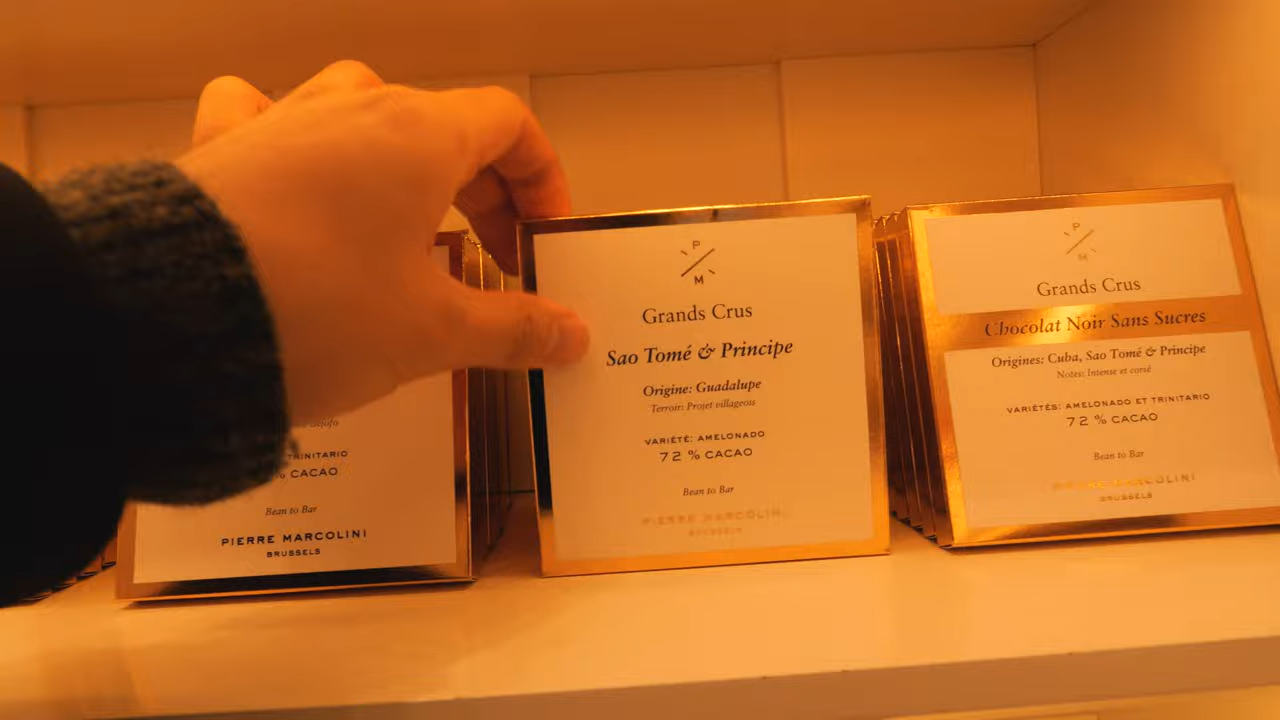 TRINITARIO
% CACAO
Bean to Bar
PIERRE MARCOLINI
BRUSSELS
P
M
Grands Crus
Sao Tomé & Principe
Origine: Guadalupe
Terroir: Projet villageois
VARIÉTÉ: AMELONADO
72 % CACAO
Bean to Bar
PIERRE MARCOLINI
BRUSSELS
P
M
Grands Crus
Chocolat Noir Sans Sucres
Origines: Cuba, Sao Tomé & Principe
Notes: Intense et corsé
VARIÉTÉS: AMELONADO ET TRINITARIO
72 % CACAO
Bean to Bar
PIERRE MARCOLINI
BRUSSELS